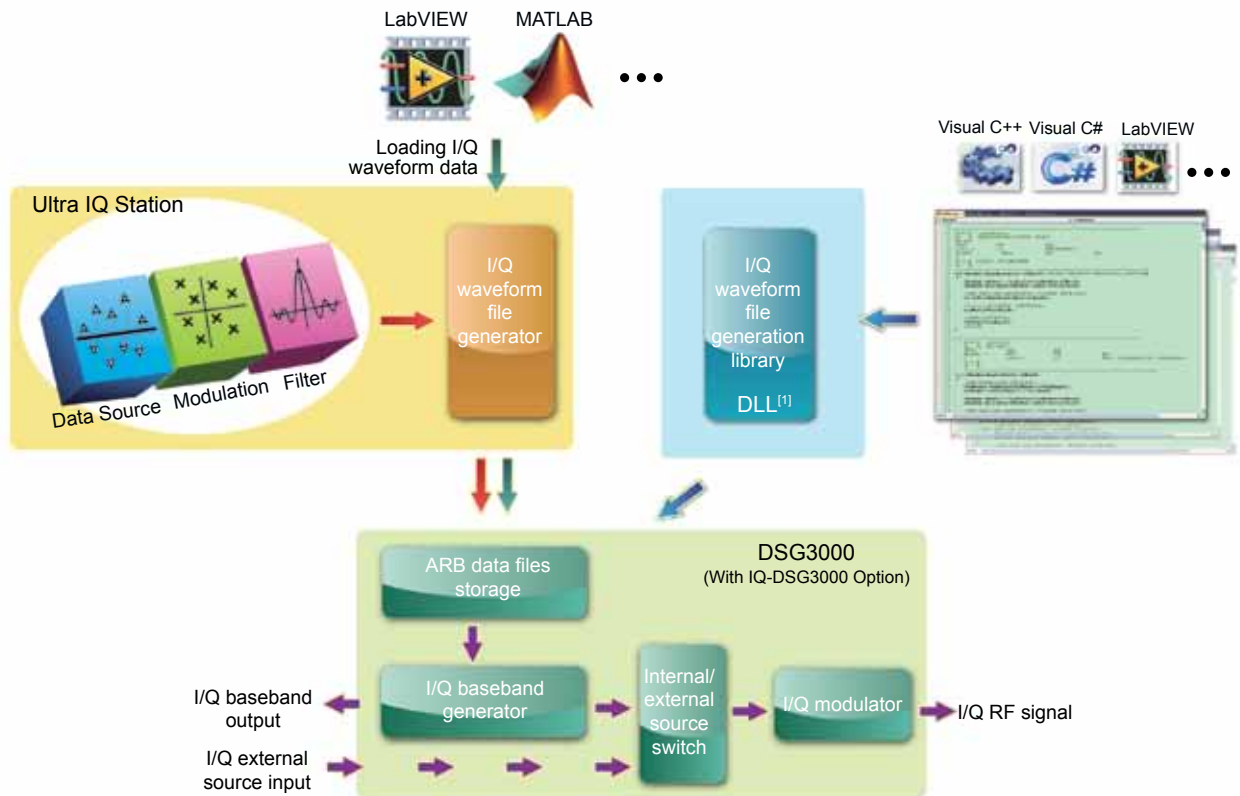 LabVIEW
MATLAB
Loading I/Q
waveform data
Visual C++
Visual C#
LabVIEW
Ultra IQ Station
Data Source
Modulation
Filter
I/Q
waveform
file
generator
I/Q
waveform
file
generation
library
DLL[1]
DSG3000
(With IQ-DSG3000 Option)
ARB data files
storage
I/Q baseband
output
I/Q baseband
generator
Internal/
external
source
switch
I/Q modulator
I/Q RF signal
I/Q external
source input